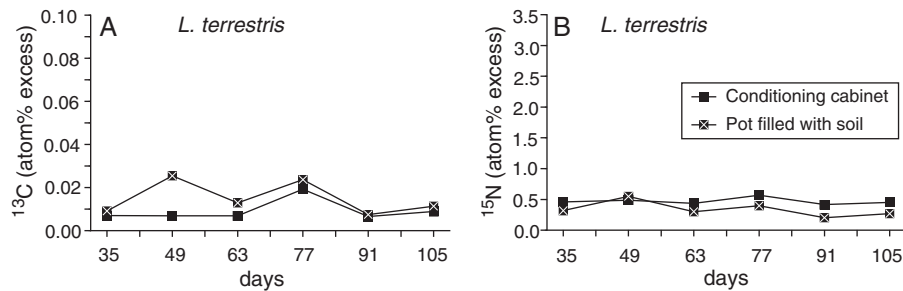 A L. terrestris
¹³C (atom% excess)
0.10
0.08
0.06
0.04
0.02
0.00
35 49 63 77 91 105
days
B L. terrestris
¹⁵N (atom% excess)
3.5
3.0
2.5
2.0
1.5
1.0
0.5
0.0
Conditioning cabinet
Pot filled with soil
35 49 63 77 91 105
days